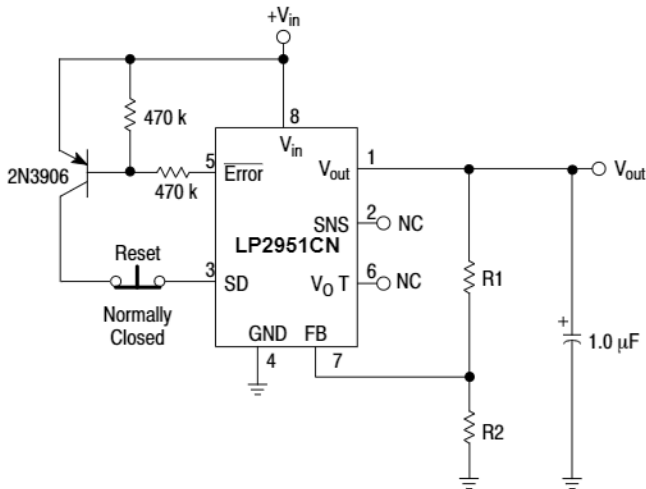 +Vin
470 k
8
Vin
2N3906
470 k
5
Error
Vout
1
Vout
SNS
2
NC
LP2951CN
Reset
3
SD
VO T
6
NC
R1
Normally
Closed
GND
FB
4
7
+
1.0 µF
R2